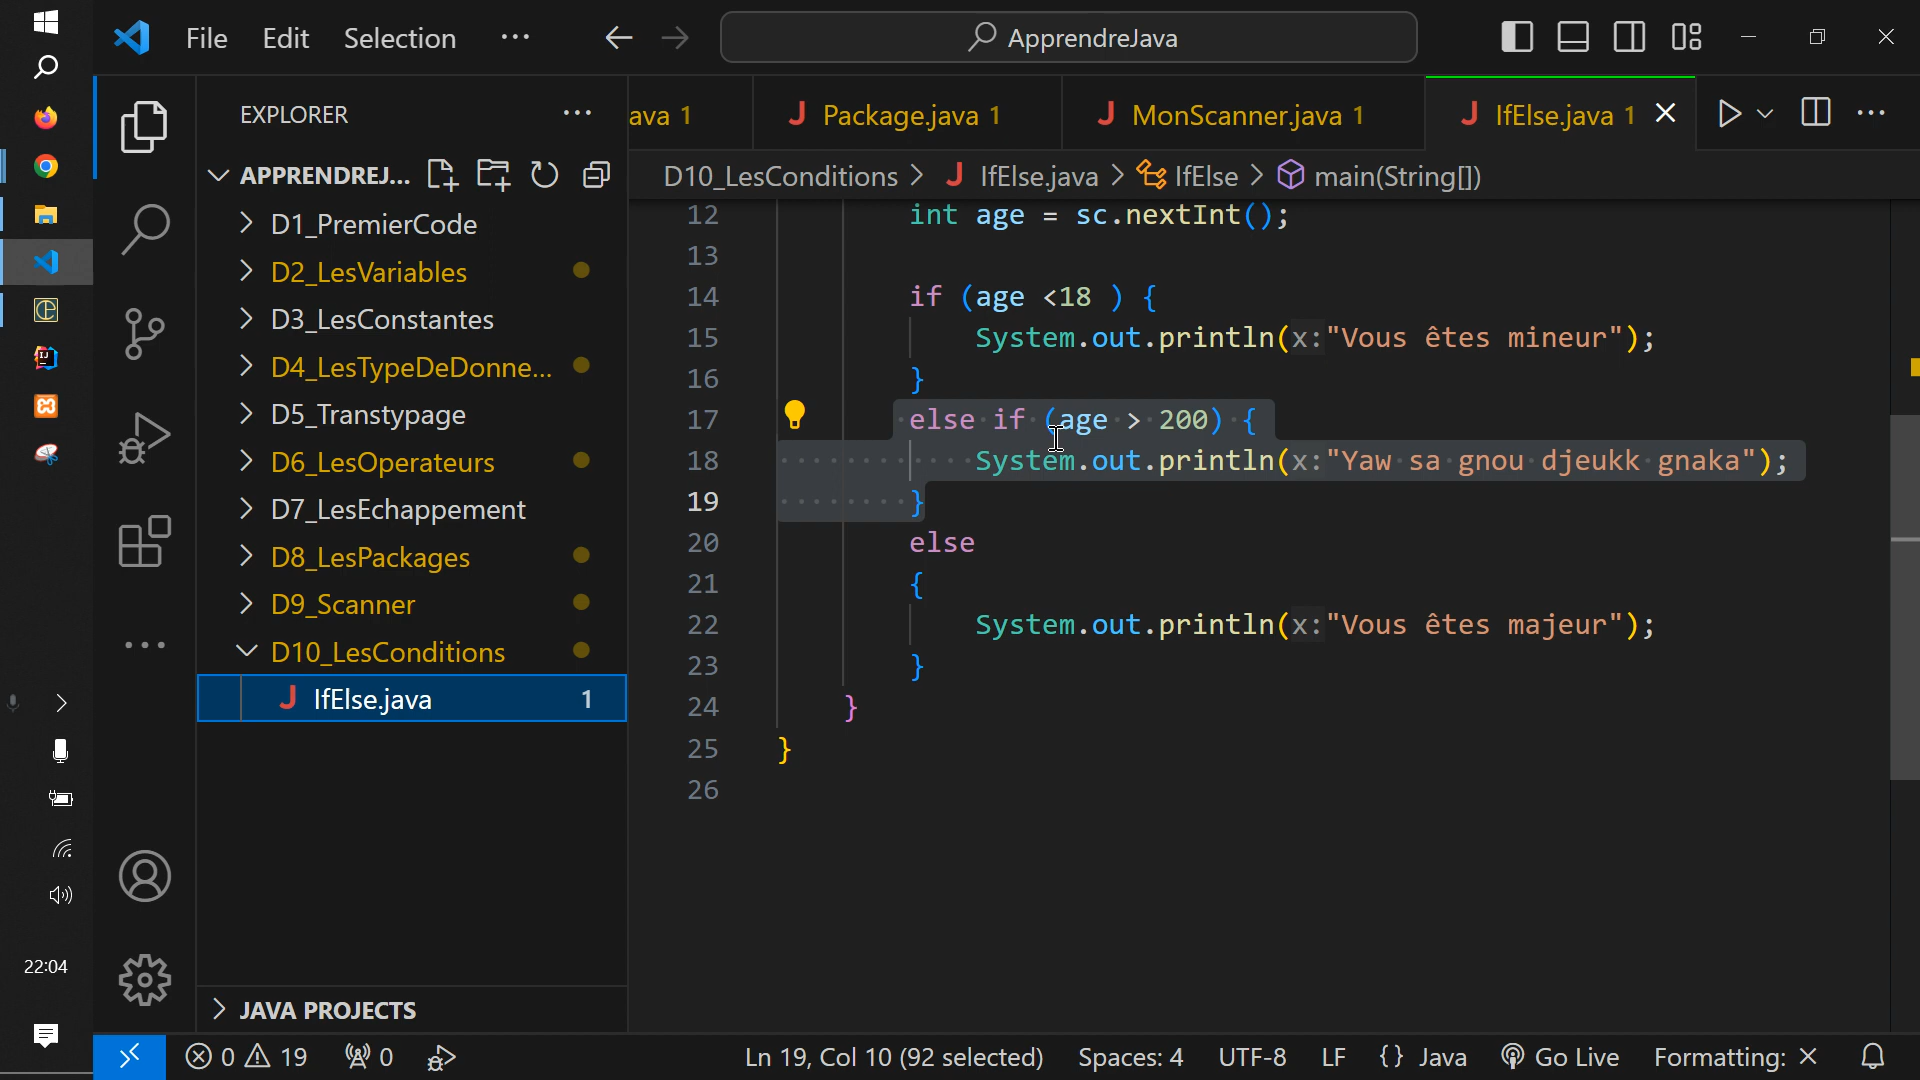 File Edit Selection ··· ApprendreJava
EXPLORER ···
APPRENDREJ...
D1_PremierCode
D2_LesVariables
D3_LesConstantes
D4_LesTypeDeDonne...
D5_Transtypage
D6_LesOperateurs
D7_LesEchappement
D8_LesPackages
D9_Scanner
D10_LesConditions
J IfElse.java 1
JAVA PROJECTS
ava 1 J Package.java 1 J MonScanner.java 1 J IfElse.java 1
D10_LesConditions > J IfElse.java > IfElse > main(String[])
12 int age = sc.nextInt();
13
14 if (age <18 ) {
15 System.out.println(x:"Vous êtes mineur");
16 }
17 else if (age > 200) {
18 System.out.println(x:"Yaw sa gnou djeukk gnaka");
19 }
20 else
21 {
22 System.out.println(x:"Vous êtes majeur");
23 }
24 }
25 }
26
22:04
0 19 0 Ln 19, Col 10 (92 selected) Spaces: 4 UTF-8 LF {} Java Go Live Formatting: ×